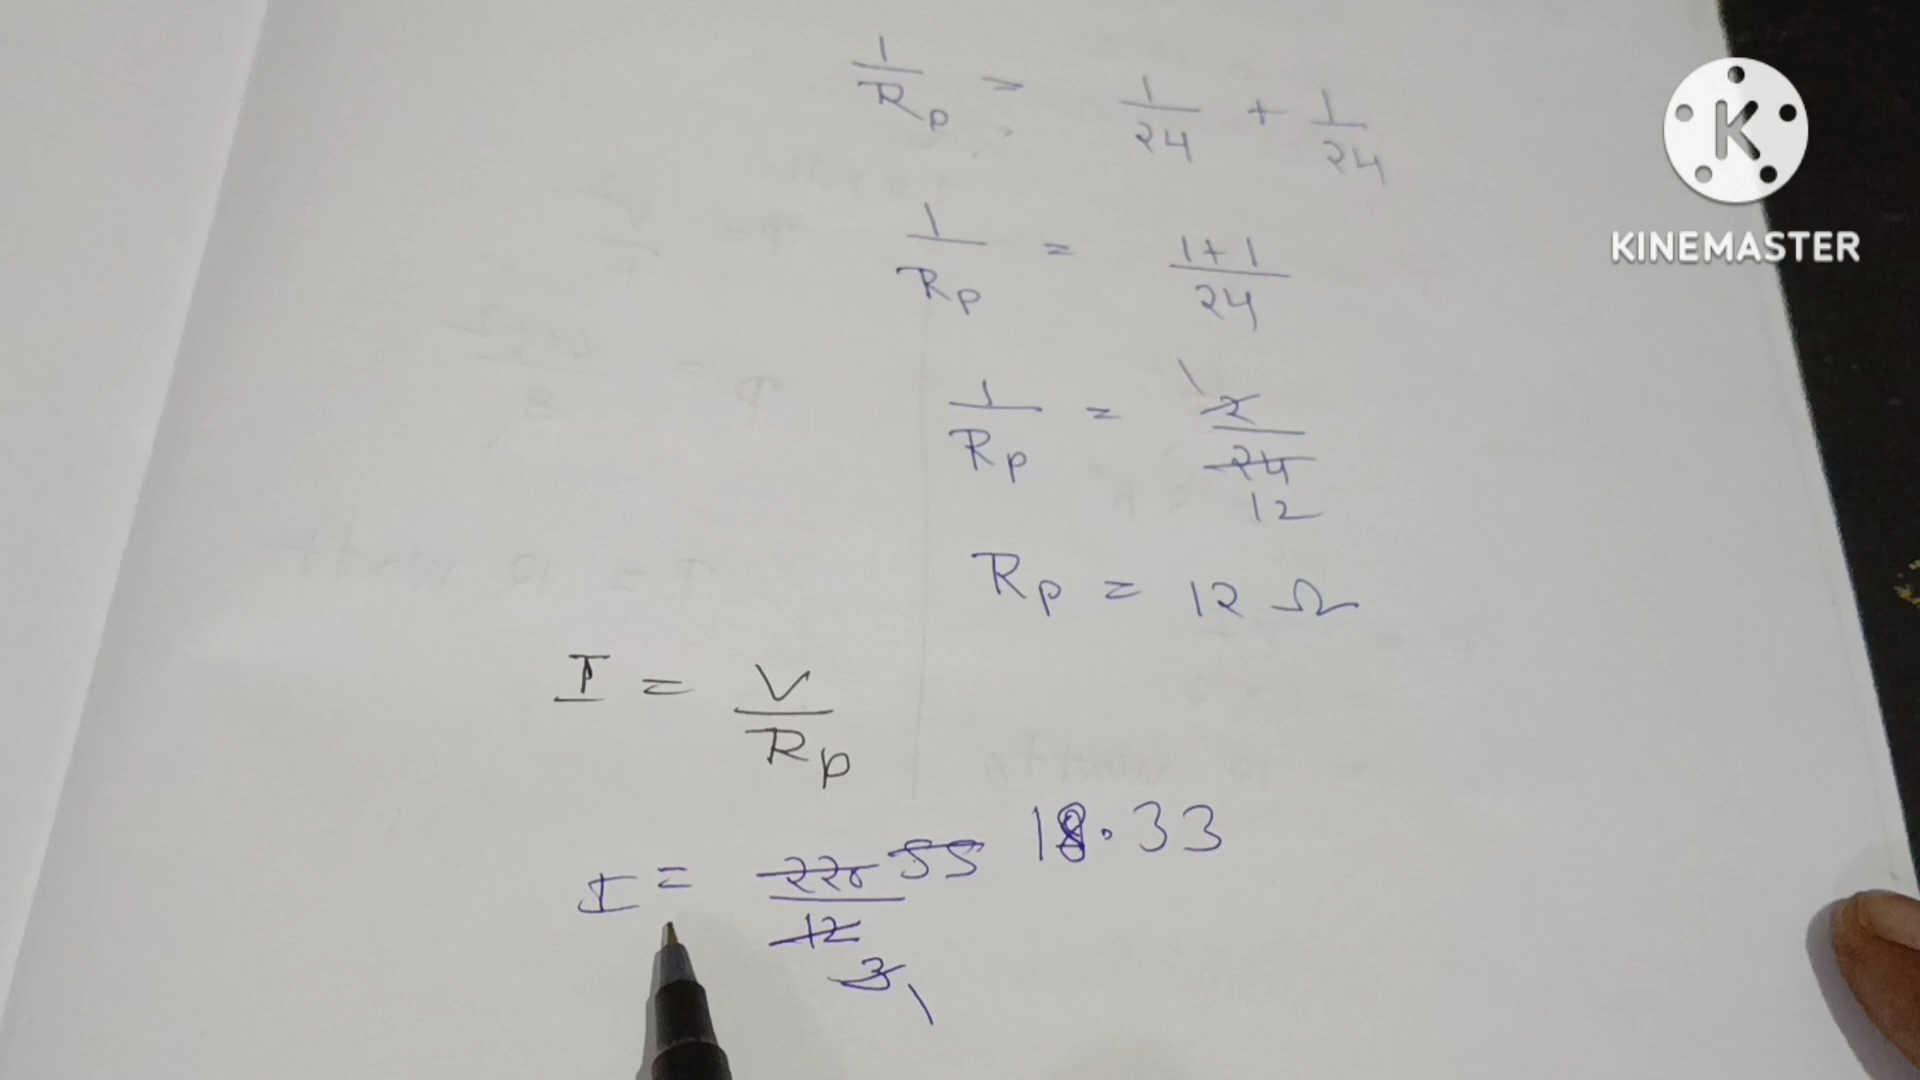 1/Rp = 1/24 + 1/24
K
KINEMASTER
1/Rp = 1+1/24
1/Rp = 2/24 1 12
Rp = 12 Ω
I = V/Rp
I = 220/12 55 3 1 18.33